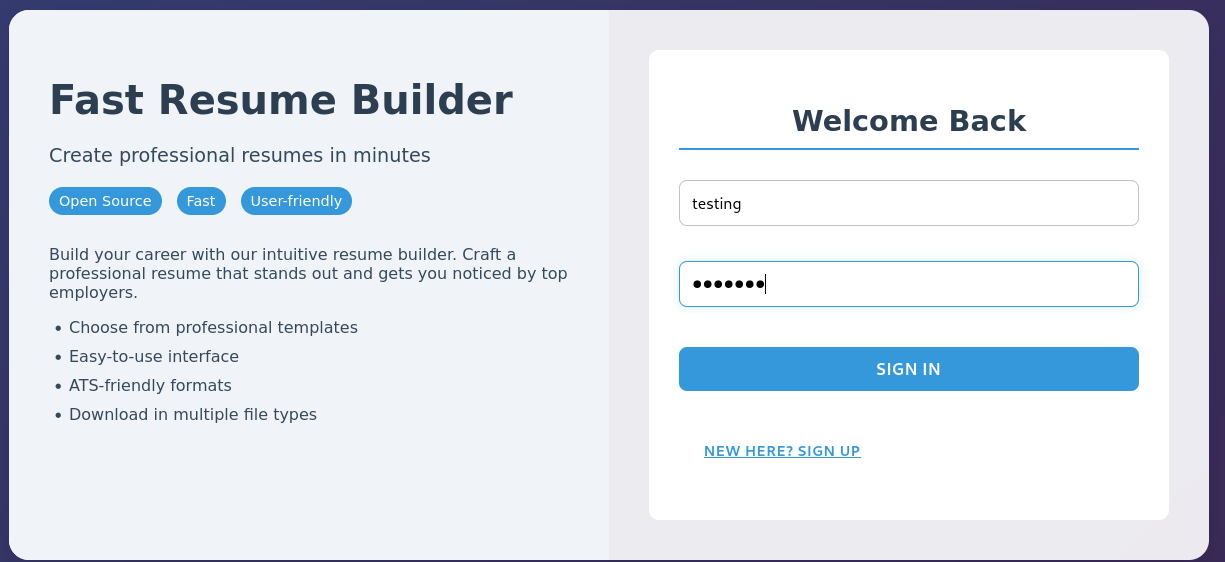 Fast Resume Builder
Create professional resumes in minutes
Open Source Fast User-friendly
Build your career with our intuitive resume builder. Craft a
professional resume that stands out and gets you noticed by top
employers.
• Choose from professional templates
• Easy-to-use interface
• ATS-friendly formats
• Download in multiple file types
Welcome Back
testing
•••••••
SIGN IN
NEW HERE? SIGN UP